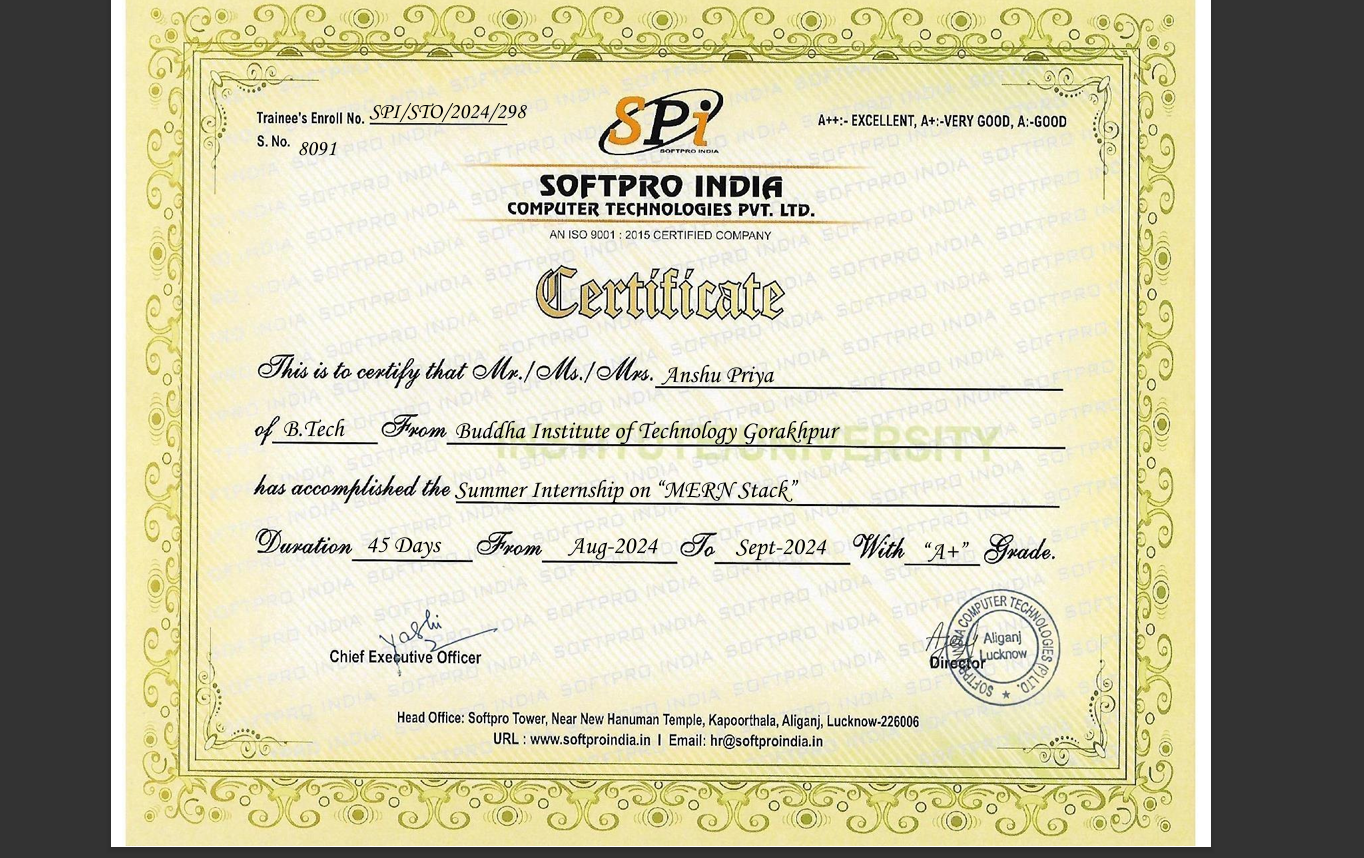 Trainee's Enroll No. SPI/STO/2024/298
S. No. 8091
SPi
SOFTPRO INDIA
A++:- EXCELLENT, A+:-VERY GOOD, A:-GOOD
SOFTPRO INDIA
COMPUTER TECHNOLOGIES PVT. LTD.
AN ISO 9001 : 2015 CERTIFIED COMPANY
Certificate
This is to certify that Mr./Ms./Mrs. Anshu Priya
of B.Tech From Buddha Institute of Technology Gorakhpur
INSTITUTE/UNIVERSITY
has accomplished the Summer Internship on “MERN Stack”
Duration 45 Days From Aug-2024 To Sept-2024 With “A+” Grade.
Yashi
Chief Executive Officer
Director
SOFTPRO INDIA COMPUTER TECHNOLOGIES (P) LTD.
Aliganj
Lucknow
Head Office: Softpro Tower, Near New Hanuman Temple, Kapoorthala, Aliganj, Lucknow-226006
URL : www.softproindia.in I Email: hr@softproindia.in